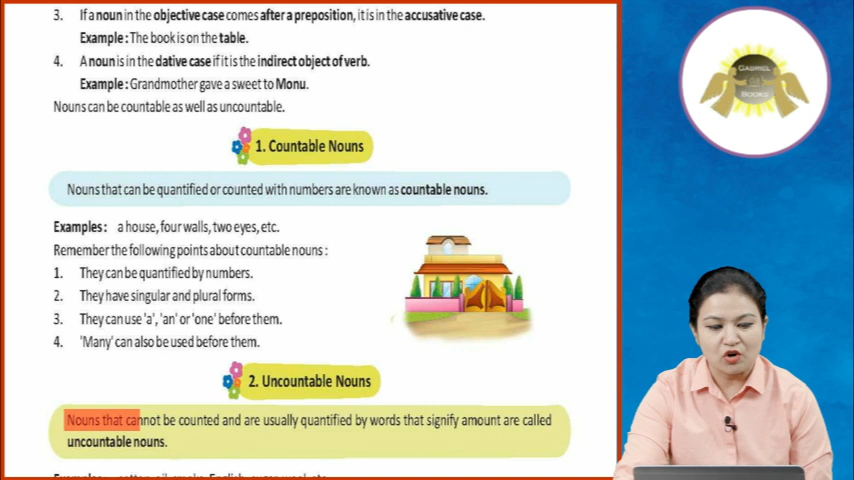 3. If a noun in the objective case comes after a preposition, it is in the accusative case.
Example : The book is on the table.
4. A noun is in the dative case if it is the indirect object of verb.
Example : Grandmother gave a sweet to Monu.
Nouns can be countable as well as uncountable.
1. Countable Nouns
Nouns that can be quantified or counted with numbers are known as countable nouns.
Examples : a house, four walls, two eyes, etc.
Remember the following points about countable nouns :
1. They can be quantified by numbers.
2. They have singular and plural forms.
3. They can use 'a', 'an' or 'one' before them.
4. 'Many' can also be used before them.
2. Uncountable Nouns
Nouns that cannot be counted and are usually quantified by words that signify amount are called
uncountable nouns.
GABRIEL
BOOKS